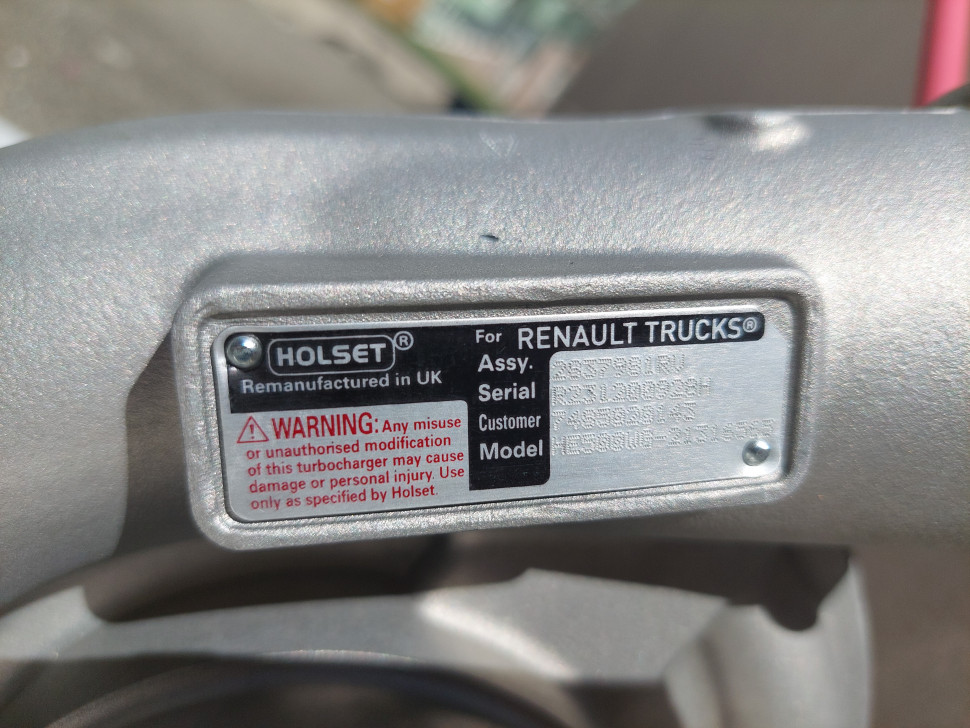 HOLSET®
Remanufactured in UK
WARNING: Any misuse
or unauthorised modification
of this turbocharger may cause
damage or personal injury. Use
only as specified by Holset.
For RENAULT TRUCKS®
Assy.
Serial
Customer
Model